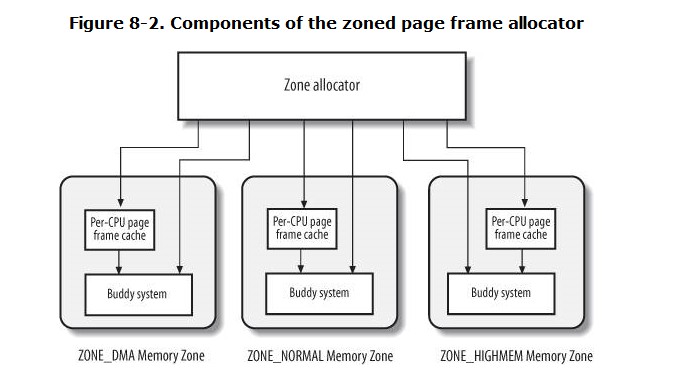 Figure 8-2. Components of the zoned page frame allocator
Zone allocator
Per-CPU page
frame cache
Buddy system
Per-CPU page
frame cache
Buddy system
Per-CPU page
frame cache
Buddy system
ZONE_DMA Memory Zone
ZONE_NORMAL Memory Zone
ZONE_HIGHMEM Memory Zone